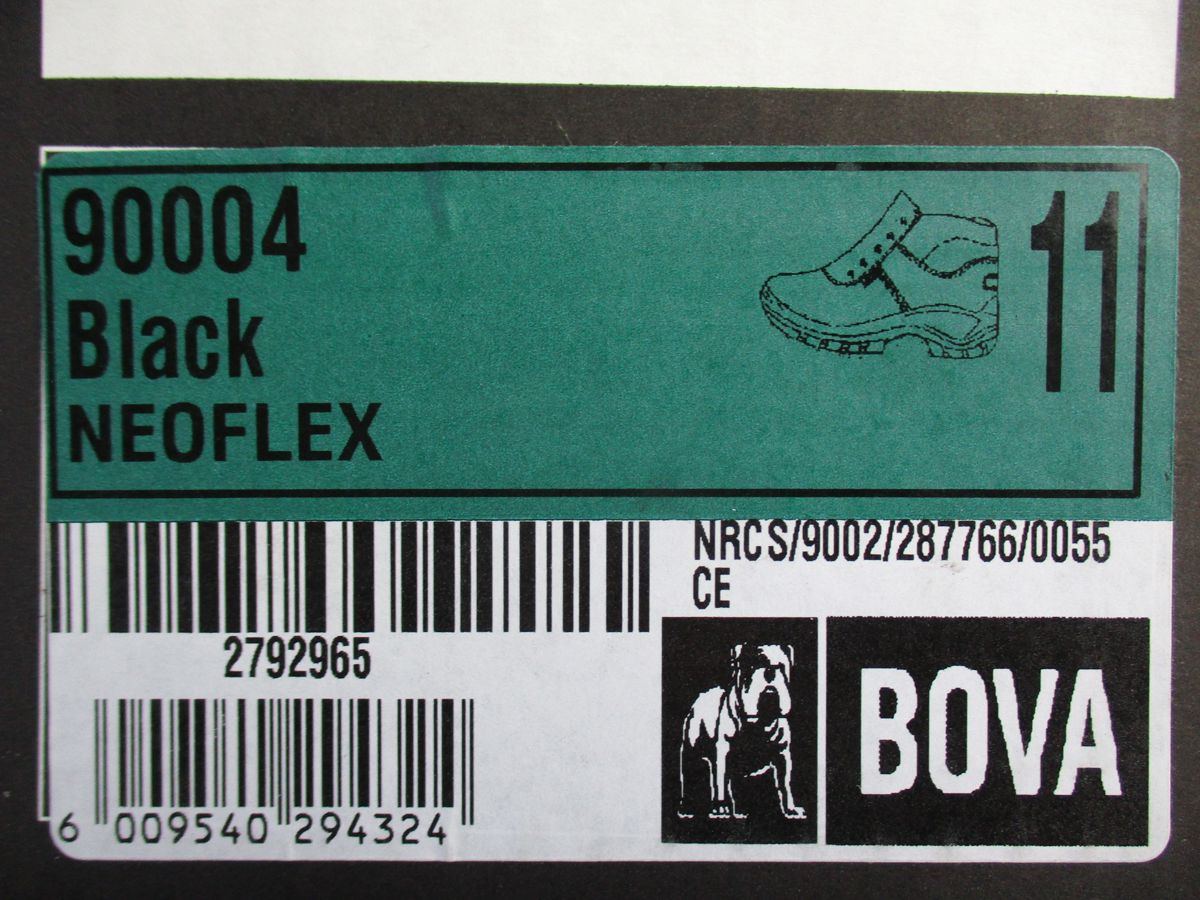 90004
Black
NEOFLEX
11
NRCS/9002/287766/0055
CE
2792965
6 009540 294324
BOVA